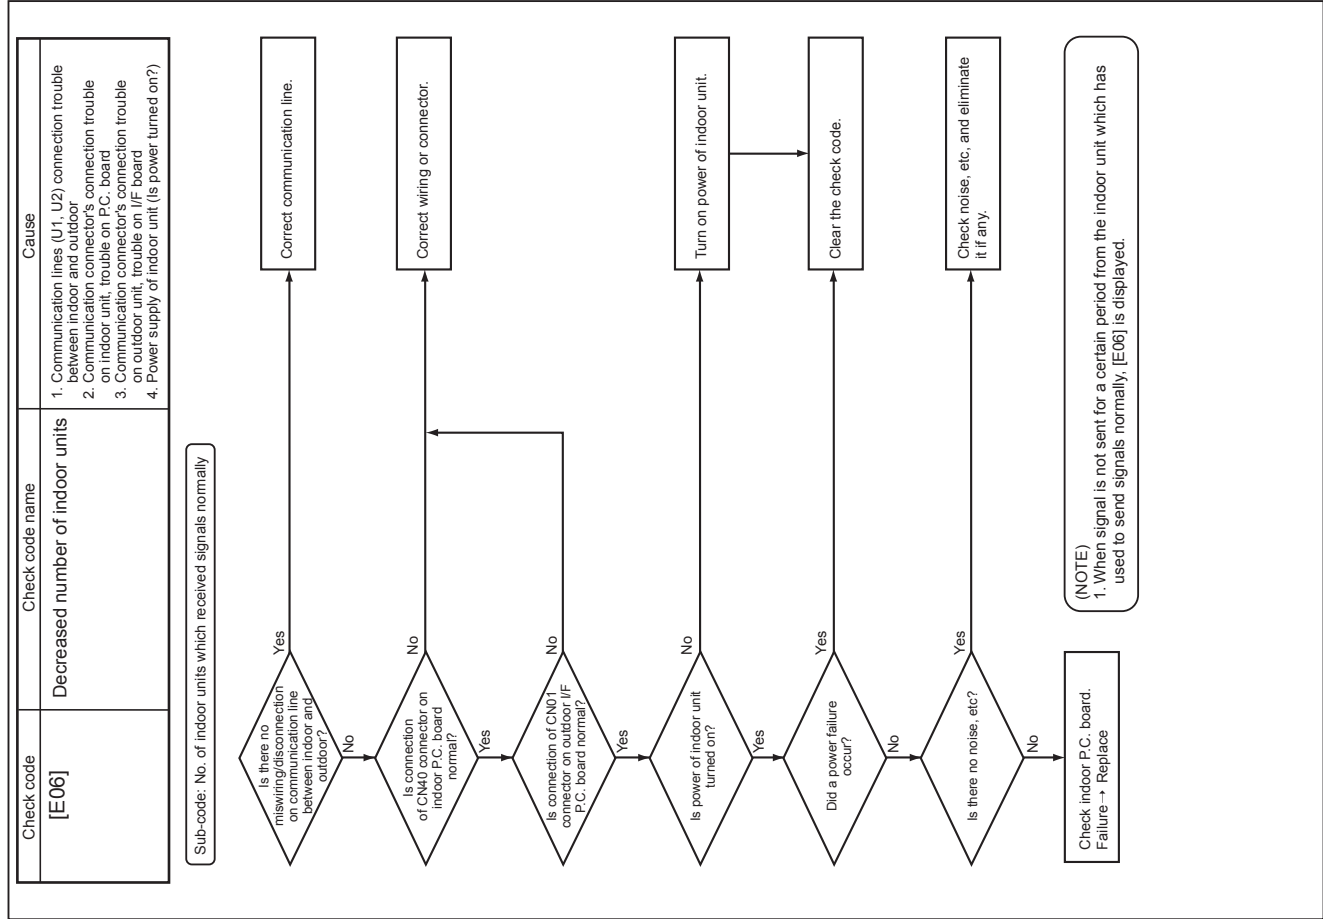 Check code
Check code name
Cause
[E06]
Decreased number of indoor units
1. Communication lines (U1, U2) connection trouble
between indoor and outdoor
2. Communication connector's connection trouble
on indoor unit, trouble on P.C. board
3. Communication connector's connection trouble
on outdoor unit, trouble on I/F board
4. Power supply of indoor unit (Is power turned on?)
Sub-code: No. of indoor units which received signals normally
Is there no
miswiring/disconnection
on communication line
between indoor and
outdoor?
Yes
Correct communication line.
No
Is connection
of CN40 connector on
indoor P.C. board
normal?
No
Correct wiring or connector.
Yes
Is connection of CN01
connector on outdoor I/F
P.C. board normal?
No
Yes
Is power of indoor unit
turned on?
No
Turn on power of indoor unit.
Yes
Did a power failure
occur?
Yes
Clear the check code.
No
Is there no noise, etc?
Yes
Check noise, etc, and eliminate
it if any.
No
Check indoor P.C. board.
Failure→ Replace
(NOTE)
1. When signal is not sent for a certain period from the indoor unit which has
used to send signals normally, [E06] is displayed.